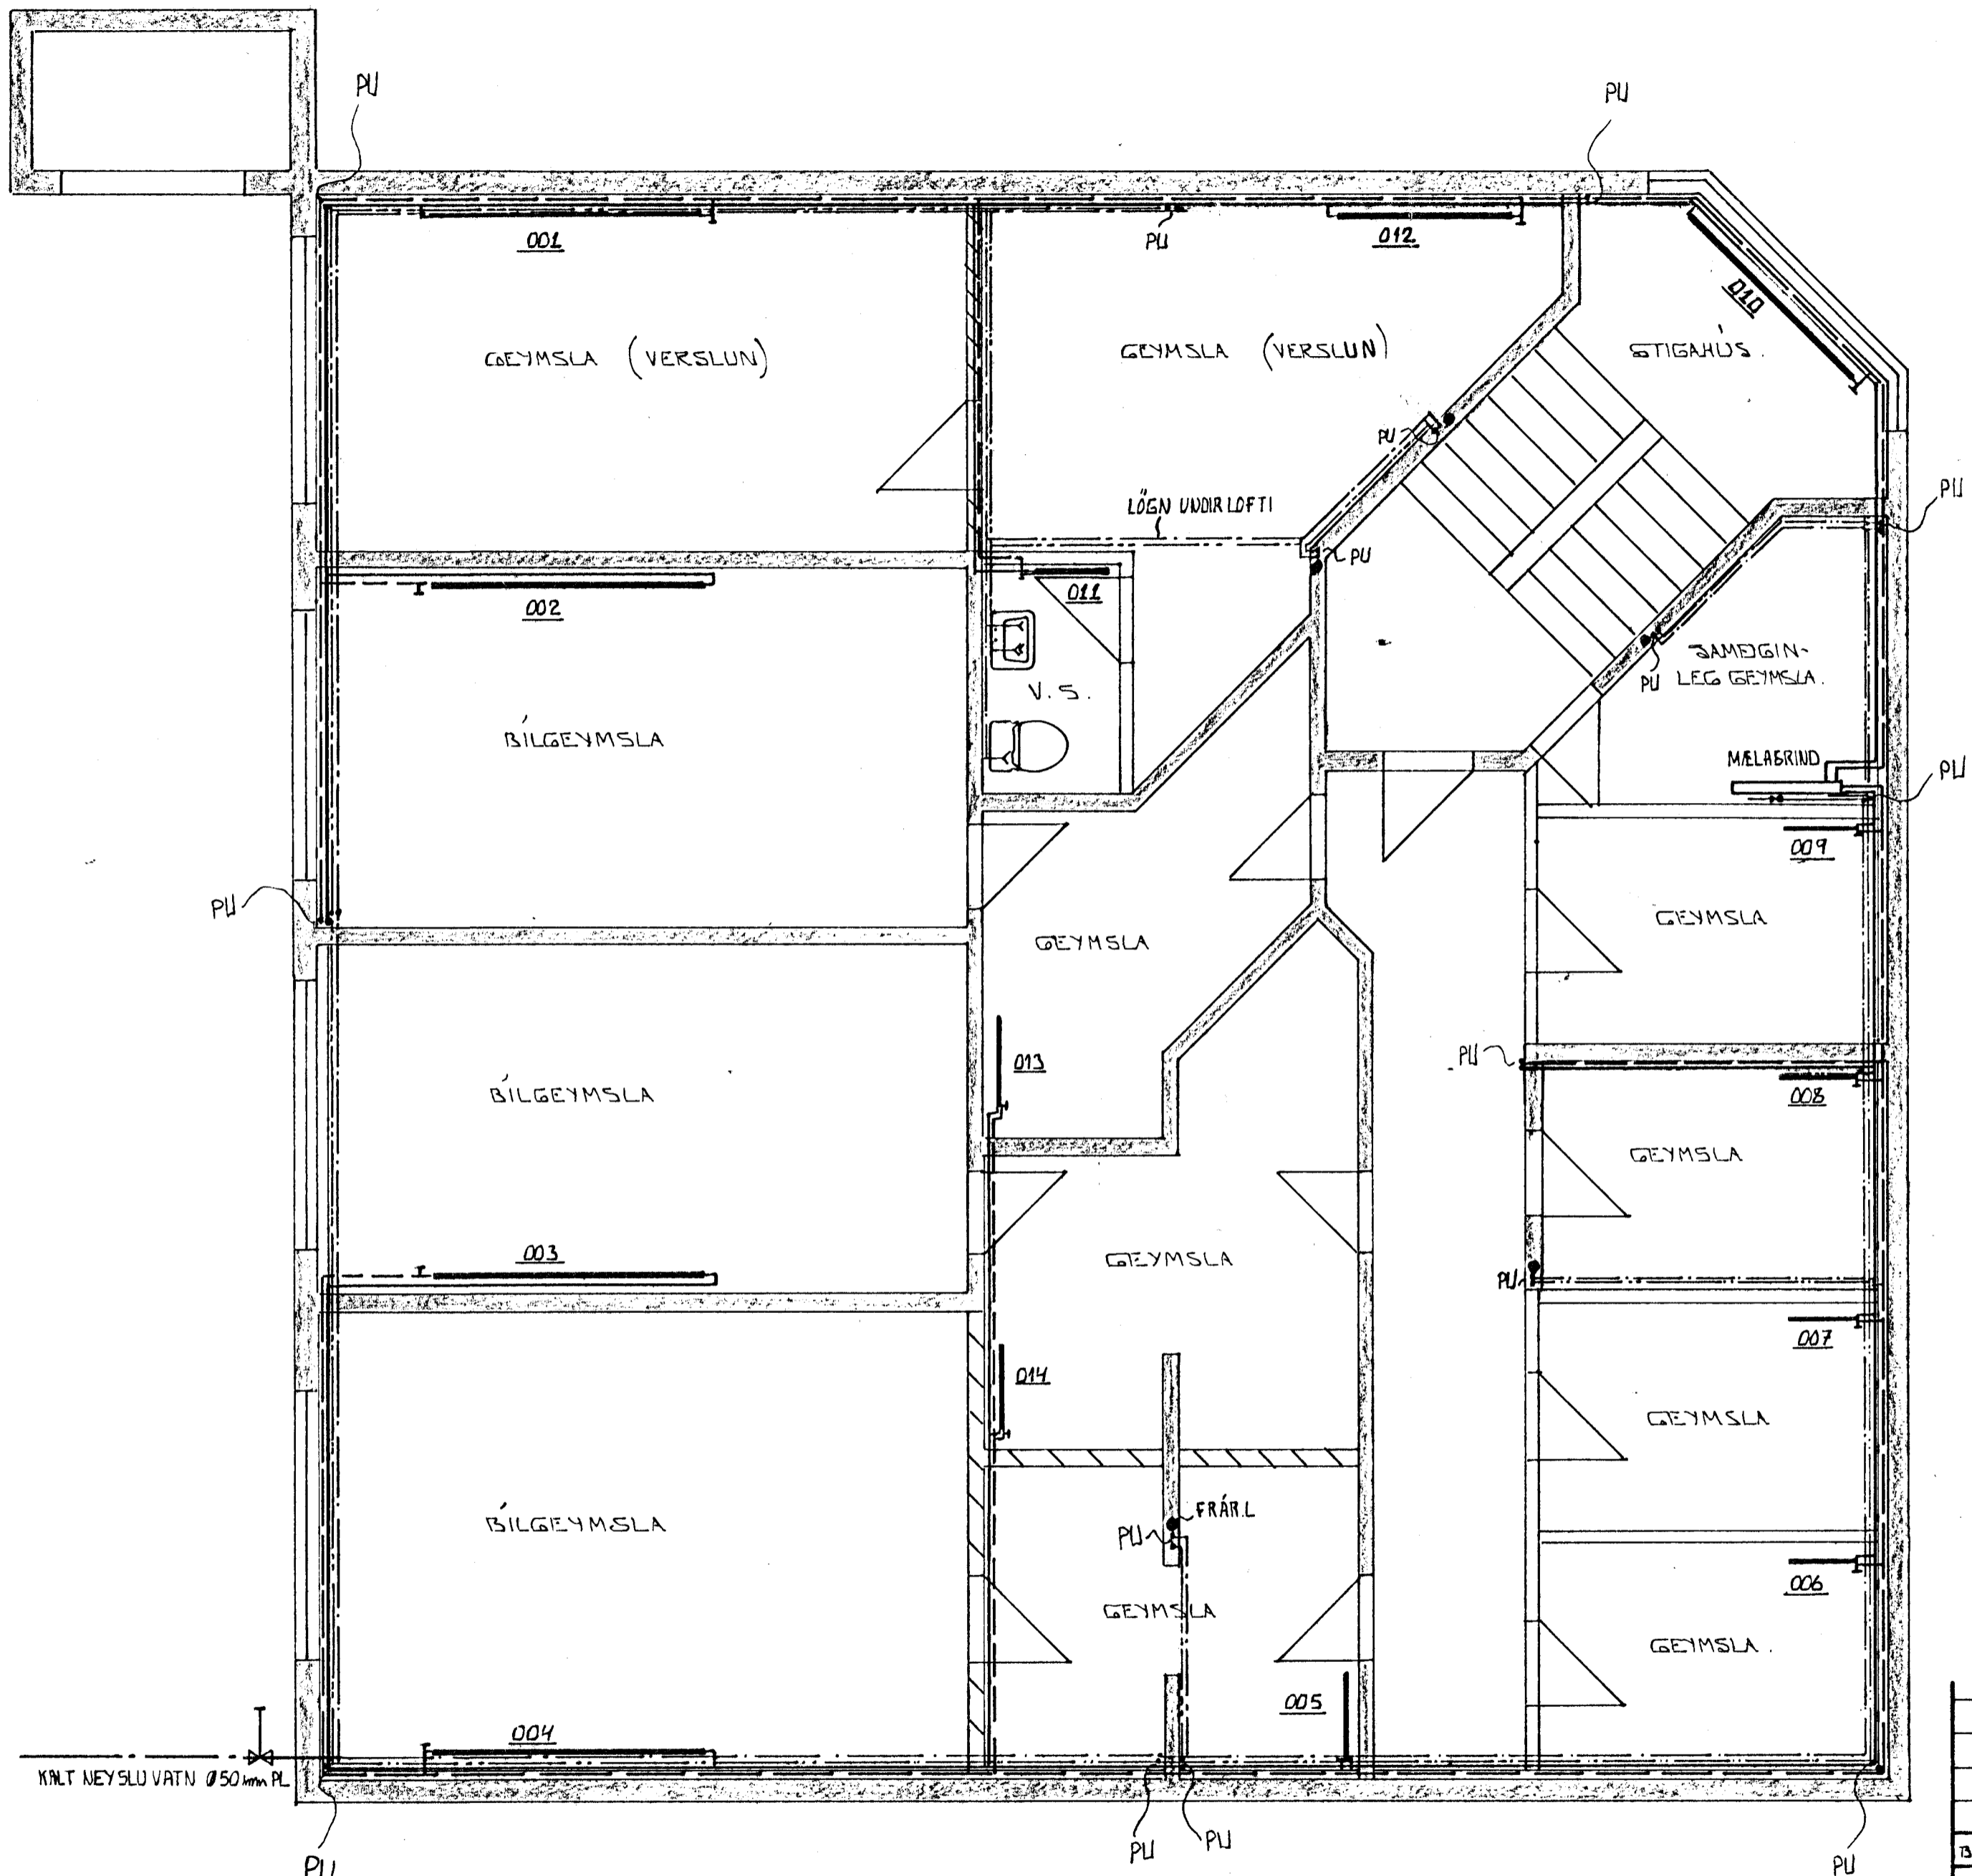 PU
PU
001
PU
012
010
GEYMSLA (VERSLUN)
GEYMSLA (VERSLUN)
STIGAHÚS.
PU
LÖGN UNDIR LOFTI
PU
PU
002
011
V.S.
PU
SAMEIGIN-
LEG GEYMSLA.
BÍLGEYMSLA
MÆLAGRIND
PU
009
PU
GEYMSLA
GEYMSLA
PU
013
008
BÍLGEYMSLA
GEYMSLA
003
GEYMSLA
PU
007
014
GEYMSLA
BÍLGEYMSLA
FRÁR.L
PU
006
GEYMSLA
GEYMSLA.
005
004
KALT NEYSLUVATN Ø50 mm PL
PU
PU
PU
PU